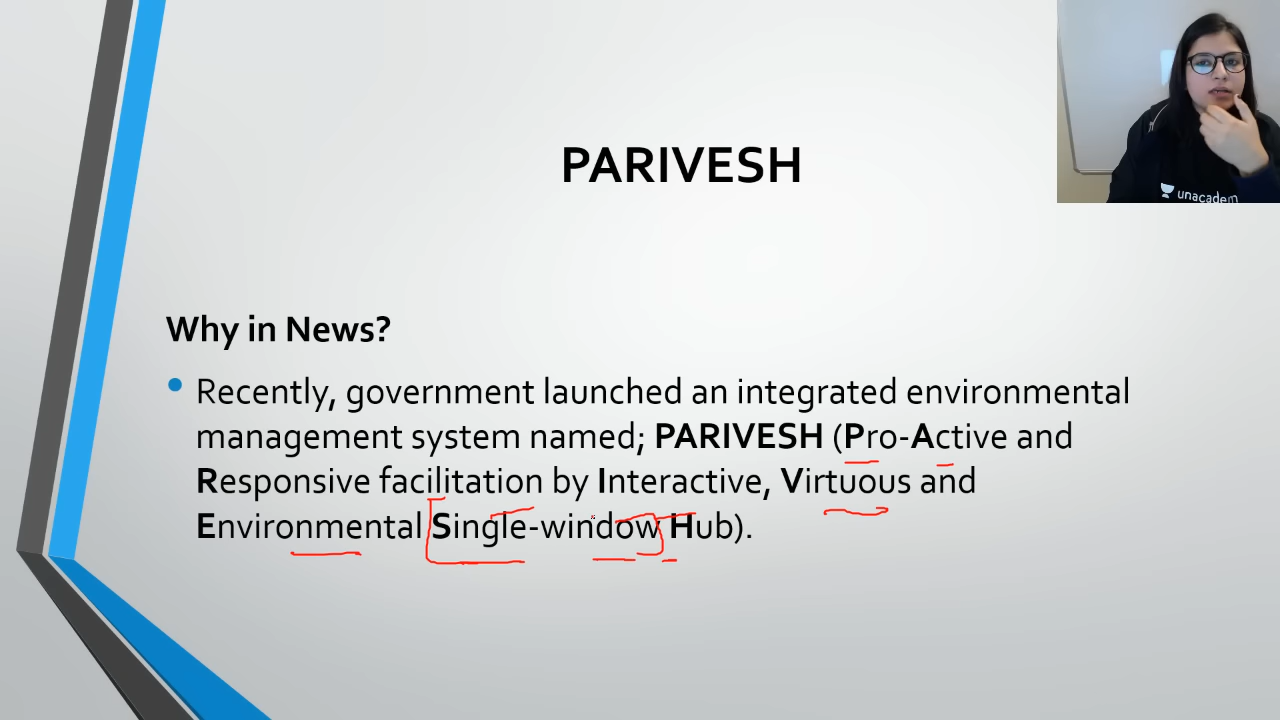 PARIVESH
unacadem
Why in News?
Recently, government launched an integrated environmental
management system named; PARIVESH (Pro-Active and
Responsive facilitation by Interactive, Virtuous and
Environmental Single-window Hub).